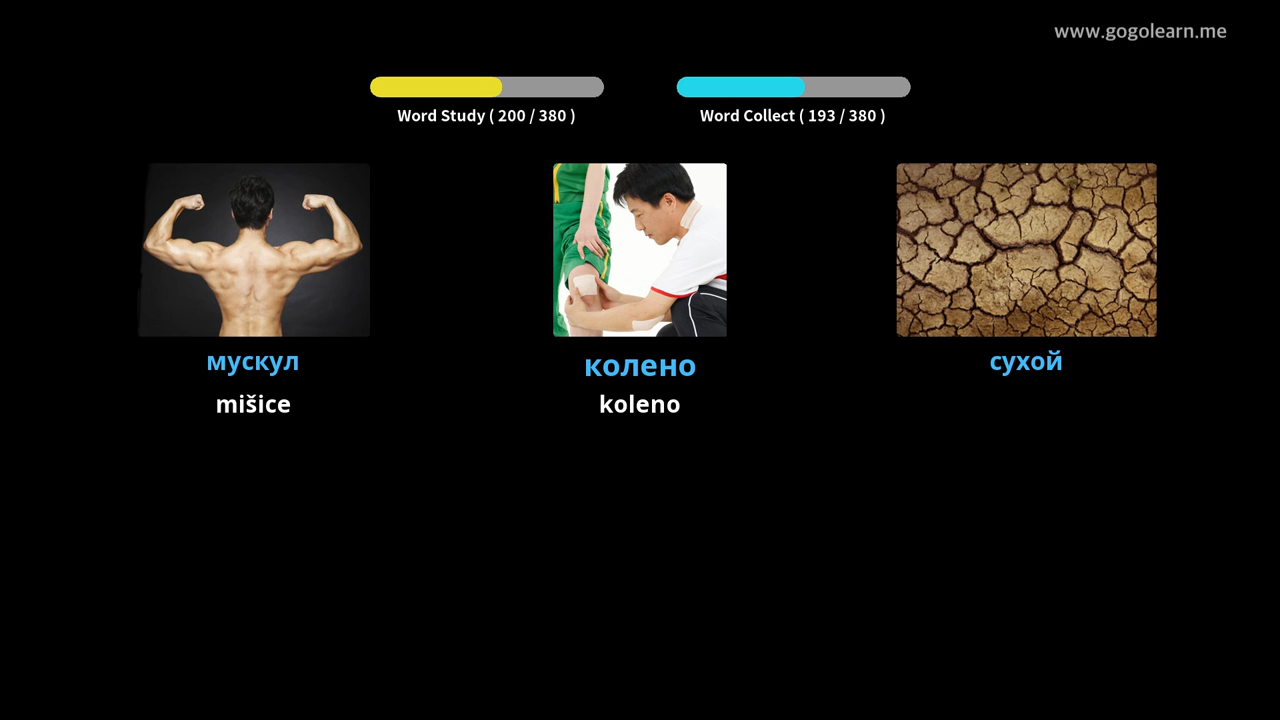 www.gogolearn.me
Word Study ( 200 / 380 )
Word Collect ( 193 / 380 )
мускул
mišice
колено
koleno
сухой